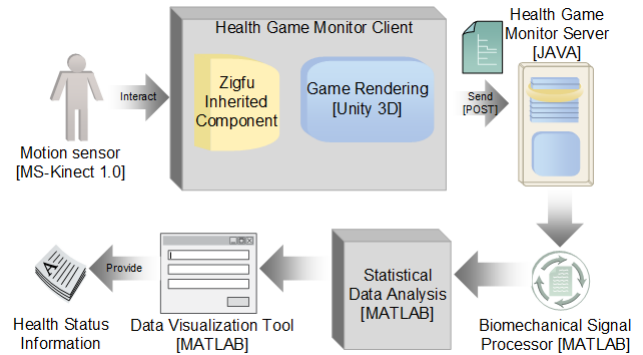 Health Game Monitor Client
Health Game
Monitor Server
[JAVA]
Zigfu
Inherited
Component
Game Rendering
[Unity 3D]
Interact
Send
[POST]
Motion sensor
[MS-Kinect 1.0]
Statistical
Data Analysis
[MATLAB]
A
Provide
Health Status
Information
Data Visualization Tool
[MATLAB]
Biomechanical Signal
Processor [MATLAB]